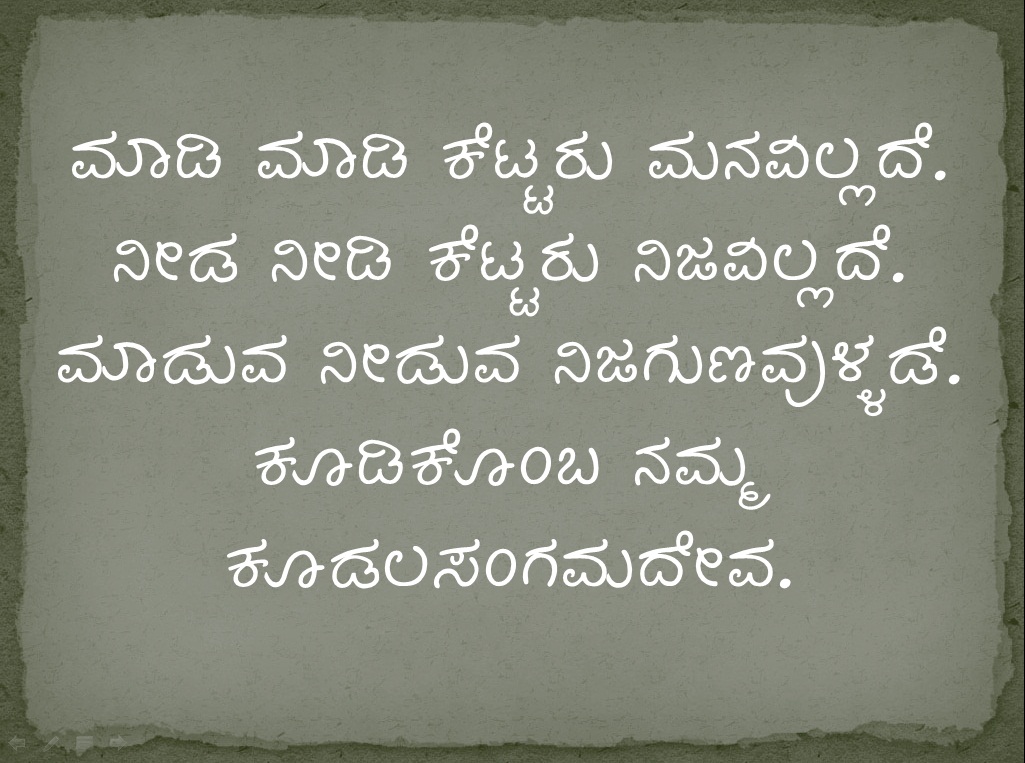 ಮಾಡಿ ಮಾಡಿ ಕೆಟ್ಟರು ಮನವಿಲ್ಲದೆ.
ನೀಡ ನೀಡಿ ಕೆಟ್ಟರು ನಿಜವಿಲ್ಲದೆ.
ಮಾಡುವ ನೀಡುವ ನಿಜಗುಣವುಳ್ಳಡೆ.
ಕೂಡಿಕೊಂಬ ನಮ್ಮ
ಕೂಡಲಸಂಗಮದೇವ.